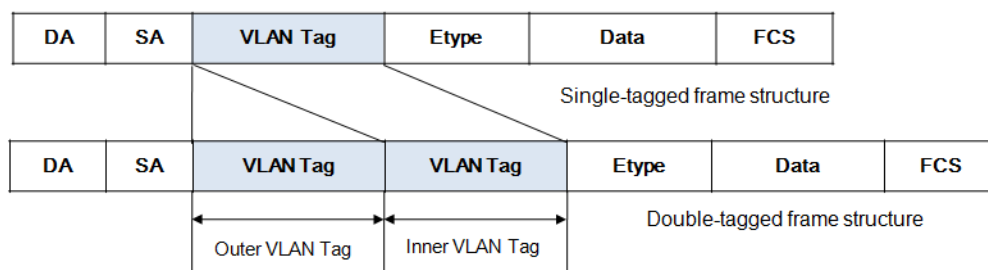 DA SA VLAN Tag Etype Data FCS
Single-tagged frame structure
DA SA VLAN Tag VLAN Tag Etype Data FCS
Double-tagged frame structure
Outer VLAN Tag Inner VLAN Tag